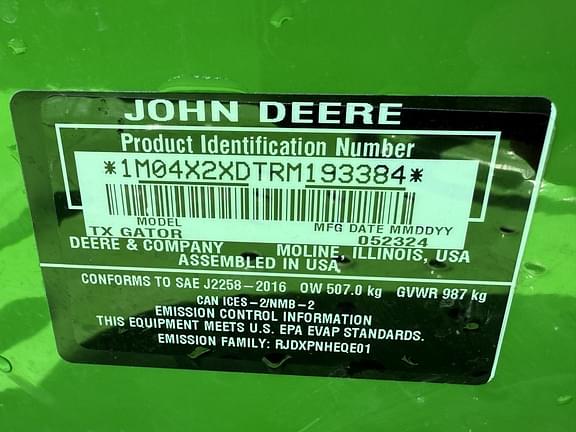 JOHN DEERE
Product Identification Number
*1M04X2XDTRM193384*
MODEL MFG DATE MMDDYY
TX GATOR 052324
DEERE & COMPANY MOLINE, ILLINOIS, USA
ASSEMBLED IN USA
CONFORMS TO SAE J2258-2016 OW 507.0 kg GVWR 987 kg
CAN ICES-2/NMB-2
EMISSION CONTROL INFORMATION
THIS EQUIPMENT MEETS U.S. EPA EVAP STANDARDS.
EMISSION FAMILY: RJDXPNHEQE01